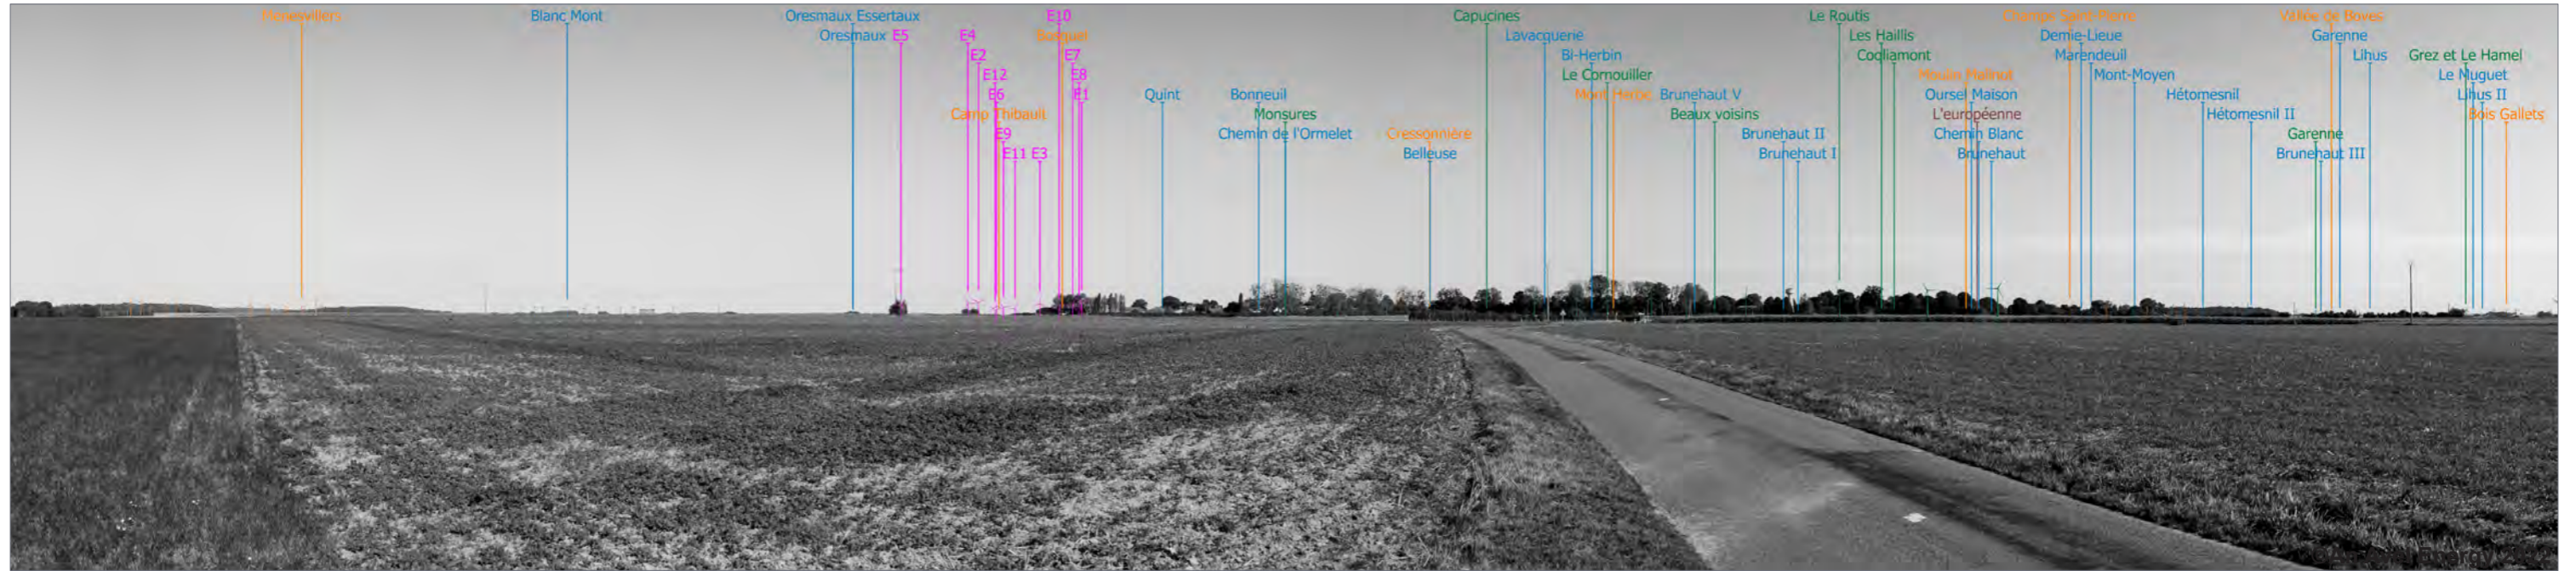 Blanc Mont Oresmaux Essertaux E10 Capucines Le Routis Champs Saint-Pierre Vallée de Boves
Oresmaux E5 E4 Bosquel Lavacquerie Les Haillis Demie-Lieue Garenne
E2 E7 Bi-Herbin Coqliamont Marendeuil Lihus Grez et Le Hamel
E12 E8 Le Cornouiller Moulin Malinot Mont-Moyen Le Muguet
E6 E1 Quint Bonneuil Mont Herbé Brunehaut V Oursel Maison Hétomesnil Lihus II
Camp Thibault Monsures Beaux voisins L'européenne Hétomesnil II Bois Gallets
E9 Chemin de l'Ormelet Cressonnière Brunehaut II Chemin Blanc Garenne
E11 E3 Belleuse Brunehaut I Brunehaut Brunehaut III